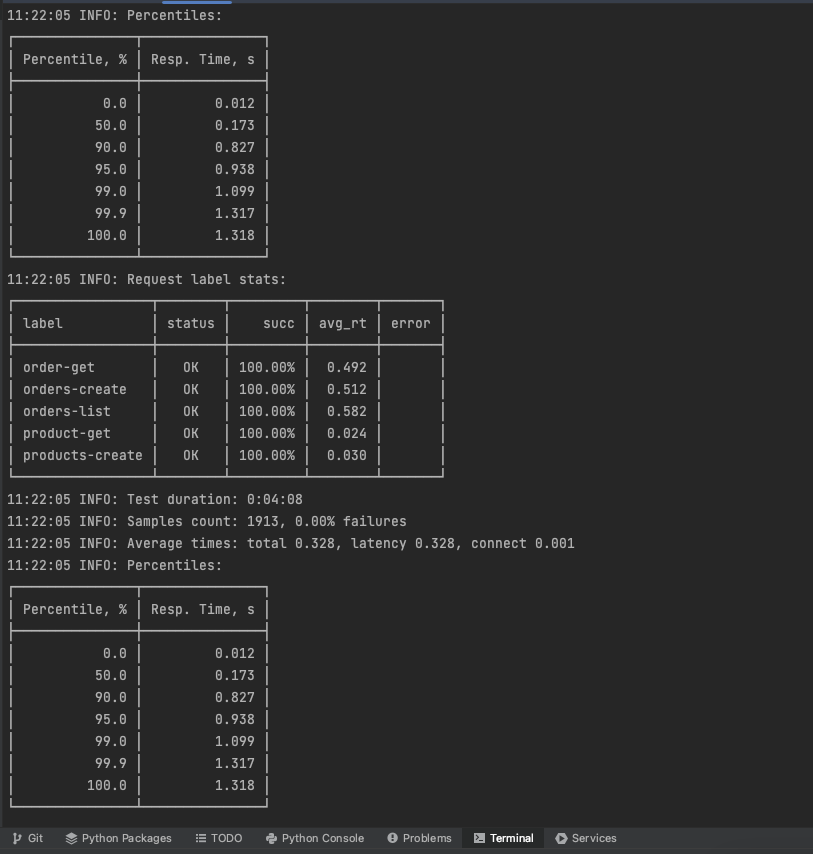 11:22:05 INFO: Percentiles:
Percentile, % Resp. Time, s
0.0 0.012
50.0 0.173
90.0 0.827
95.0 0.938
99.0 1.099
99.9 1.317
100.0 1.318
11:22:05 INFO: Request label stats:
label status succ avg_rt error
order-get OK 100.00% 0.492
orders-create OK 100.00% 0.512
orders-list OK 100.00% 0.582
product-get OK 100.00% 0.024
products-create OK 100.00% 0.030
11:22:05 INFO: Test duration: 0:04:08
11:22:05 INFO: Samples count: 1913, 0.00% failures
11:22:05 INFO: Average times: total 0.328, latency 0.328, connect 0.001
11:22:05 INFO: Percentiles:
Percentile, % Resp. Time, s
0.0 0.012
50.0 0.173
90.0 0.827
95.0 0.938
99.0 1.099
99.9 1.317
100.0 1.318
Git Python Packages TODO Python Console Problems Terminal Services